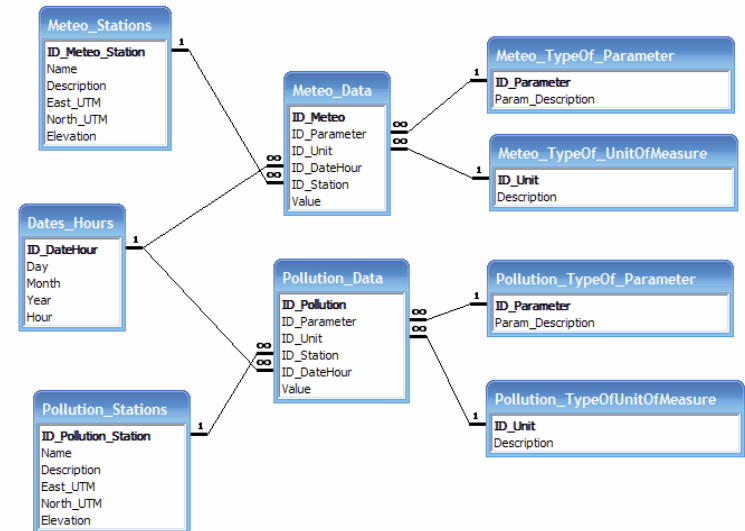 Meteo_Stations
ID_Meteo_Station
Name
Description
East_UTM
North_UTM
Elevation
1
Meteo_Data
ID_Meteo
ID_Parameter
ID_Unit
ID_DateHour
ID_Station
Value
∞
∞
∞
∞
Meteo_TypeOf_Parameter
ID_Parameter
Param_Description
1
Meteo_TypeOf_UnitOfMeasure
ID_Unit
Description
1
Dates_Hours
ID_DateHour
Day
Month
Year
Hour
1
Pollution_Data
ID_Pollution
ID_Parameter
ID_Unit
ID_Station
ID_DateHour
Value
∞
∞
∞
∞
Pollution_TypeOf_Parameter
ID_Parameter
Param_Description
1
Pollution_Stations
ID_Pollution_Station
Name
Description
East_UTM
North_UTM
Elevation
1
Pollution_TypeOfUnitOfMeasure
ID_Unit
Description
1